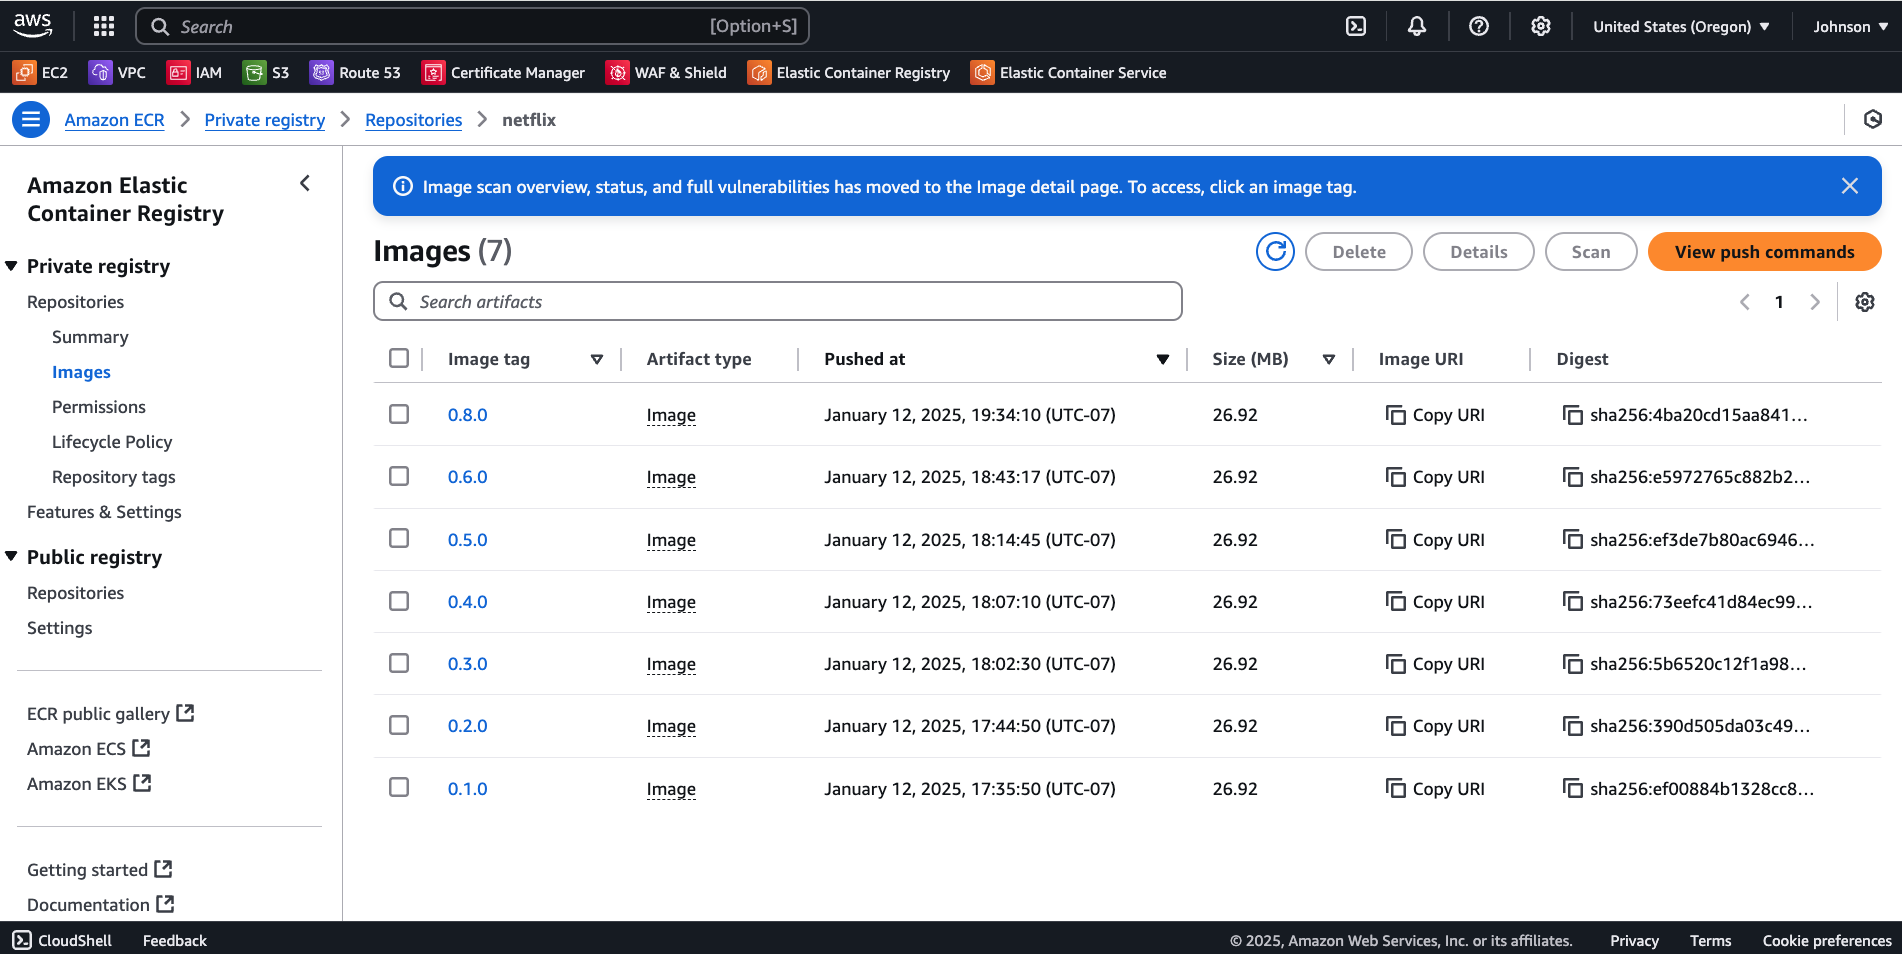 aws
Search [Option+S]
United States (Oregon) Johnson
EC2 VPC IAM S3 Route 53 Certificate Manager WAF & Shield Elastic Container Registry Elastic Container Service
Amazon ECR Private registry Repositories netflix
Amazon Elastic
Container Registry
Private registry
Repositories
Summary
Images
Permissions
Lifecycle Policy
Repository tags
Features & Settings
Public registry
Repositories
Settings
ECR public gallery
Amazon ECS
Amazon EKS
Getting started
Documentation
Image scan overview, status, and full vulnerabilities has moved to the Image detail page. To access, click an image tag.
Images (7) Delete Details Scan View push commands
Search artifacts 1
Image tag Artifact type Pushed at Size (MB) Image URI Digest
0.8.0 Image January 12, 2025, 19:34:10 (UTC-07) 26.92 Copy URI sha256:4ba20cd15aa841...
0.6.0 Image January 12, 2025, 18:43:17 (UTC-07) 26.92 Copy URI sha256:e5972765c882b2...
0.5.0 Image January 12, 2025, 18:14:45 (UTC-07) 26.92 Copy URI sha256:ef3de7b80ac6946...
0.4.0 Image January 12, 2025, 18:07:10 (UTC-07) 26.92 Copy URI sha256:73eefc41d84ec99...
0.3.0 Image January 12, 2025, 18:02:30 (UTC-07) 26.92 Copy URI sha256:5b6520c12f1a98...
0.2.0 Image January 12, 2025, 17:44:50 (UTC-07) 26.92 Copy URI sha256:390d505da03c49...
0.1.0 Image January 12, 2025, 17:35:50 (UTC-07) 26.92 Copy URI sha256:ef00884b1328cc8...
CloudShell Feedback © 2025, Amazon Web Services, Inc. or its affiliates. Privacy Terms Cookie preferences